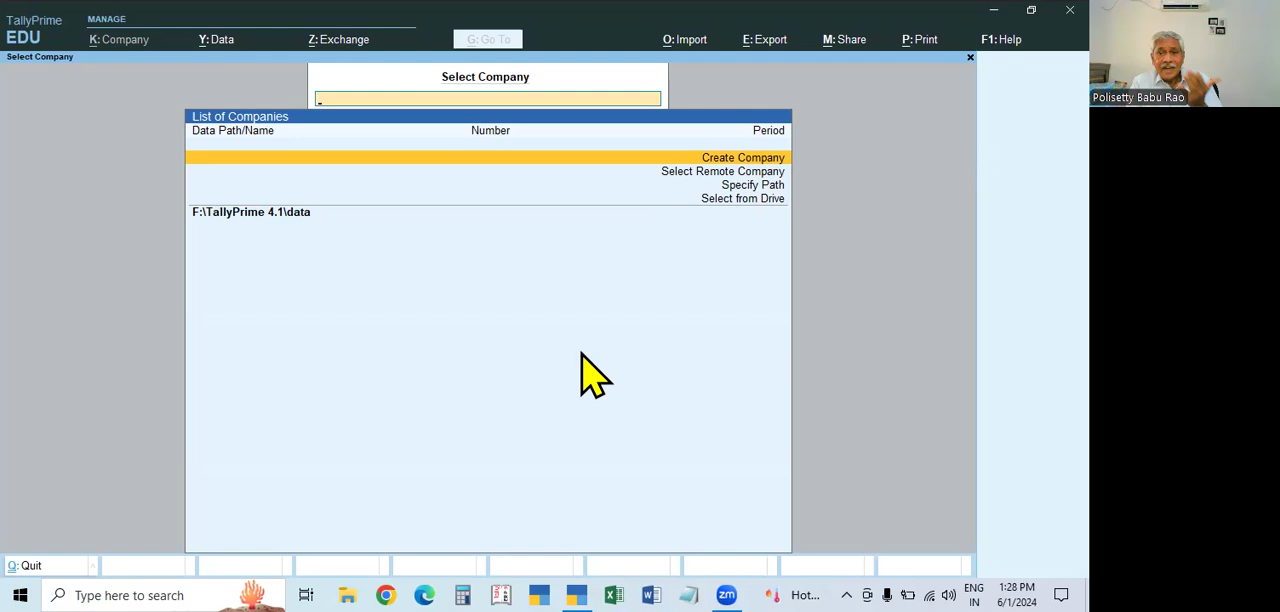 TallyPrime
EDU
MANAGE
K: Company
Y: Data
Z: Exchange
G: Go To
O: Import
E: Export
M: Share
P: Print
F1: Help
Select Company
Select Company
List of Companies
Data Path/Name Number Period
Create Company
Select Remote Company
Specify Path
Select from Drive
F:\TallyPrime 4.1\data
Polisetty Babu Rao
Q: Quit
Type here to search
Hot...
ENG
IN
1:28 PM
6/1/2024